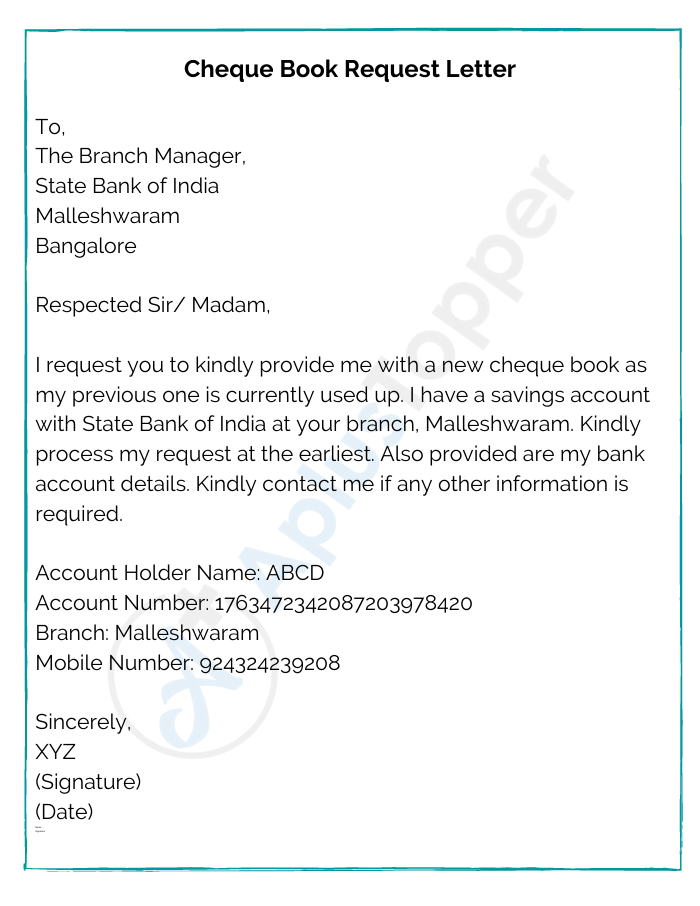 Cheque Book Request Letter
To,
The Branch Manager,
State Bank of India
Malleshwaram
Bangalore
Respected Sir/ Madam,
I request you to kindly provide me with a new cheque book as
my previous one is currently used up. I have a savings account
with State Bank of India at your branch, Malleshwaram. Kindly
process my request at the earliest. Also provided are my bank
account details. Kindly contact me if any other information is
required.
Account Holder Name: ABCD
Account Number: 1763472342087203978420
Branch: Malleshwaram
Mobile Number: 924324239208
Sincerely,
XYZ
(Signature)
(Date)
AplusTopper